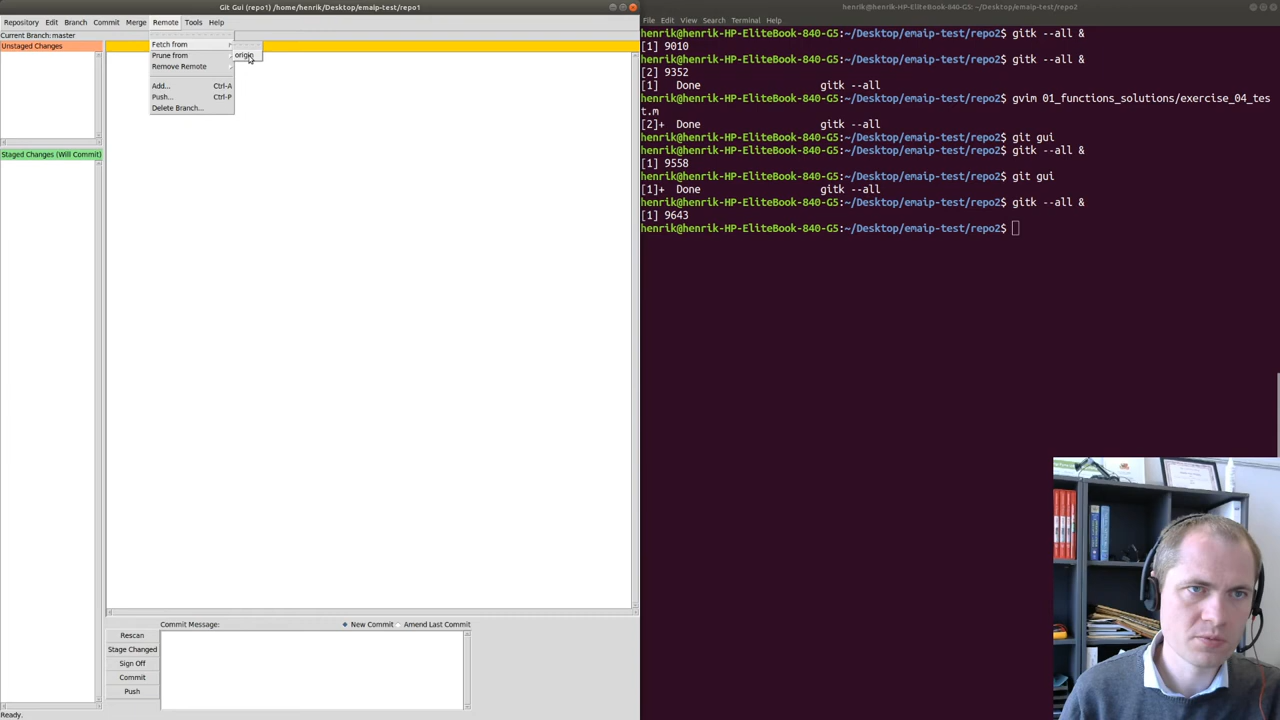 Git Gui (repo1) /home/henrik/Desktop/emaip-test/repo1
Repository Edit Branch Commit Merge Remote Tools Help
Current Branch: master
Unstaged Changes
Fetch from
Prune from
origin
Remove Remote
Add... Ctrl-A
Push... Ctrl-P
Delete Branch...
Staged Changes (Will Commit)
Commit Message:
New Commit
Amend Last Commit
Rescan
Stage Changed
Sign Off
Commit
Push
Ready.
henrik@henrik-HP-EliteBook-840-G5: ~/Desktop/emaip-test/repo2
File Edit View Search Terminal Help
henrik@henrik-HP-EliteBook-840-G5:~/Desktop/emaip-test/repo2$ gitk --all &
[1] 9010
henrik@henrik-HP-EliteBook-840-G5:~/Desktop/emaip-test/repo2$ gitk --all &
[2] 9352
[1]   Done                    gitk --all
henrik@henrik-HP-EliteBook-840-G5:~/Desktop/emaip-test/repo2$ gvim 01_functions_solutions/exercise_04_tes
t.m
[2]+  Done                    gitk --all
henrik@henrik-HP-EliteBook-840-G5:~/Desktop/emaip-test/repo2$ git gui
henrik@henrik-HP-EliteBook-840-G5:~/Desktop/emaip-test/repo2$ gitk --all &
[1] 9558
henrik@henrik-HP-EliteBook-840-G5:~/Desktop/emaip-test/repo2$ git gui
[1]+  Done                    gitk --all
henrik@henrik-HP-EliteBook-840-G5:~/Desktop/emaip-test/repo2$ gitk --all &
[1] 9643
henrik@henrik-HP-EliteBook-840-G5:~/Desktop/emaip-test/repo2$